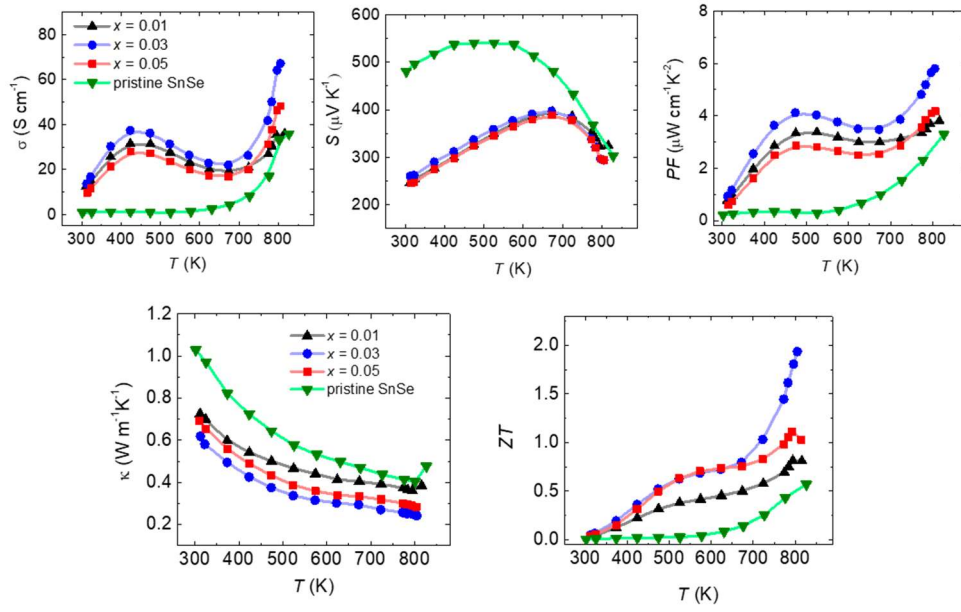 80
60
40
20
0
σ (S cm⁻¹)
x = 0.01
x = 0.03
x = 0.05
pristine SnSe
300 400 500 600 700 800
T (K)
600
500
400
300
200
S (μV K⁻¹)
300 400 500 600 700 800
T (K)
8
6
4
2
0
PF (μW cm⁻¹K⁻²)
300 400 500 600 700 800
T (K)
1.2
1.0
0.8
0.6
0.4
0.2
κ (W m⁻¹K⁻¹)
x = 0.01
x = 0.03
x = 0.05
pristine SnSe
300 400 500 600 700 800
T (K)
2.0
1.5
1.0
0.5
0.0
ZT
300 400 500 600 700 800
T (K)